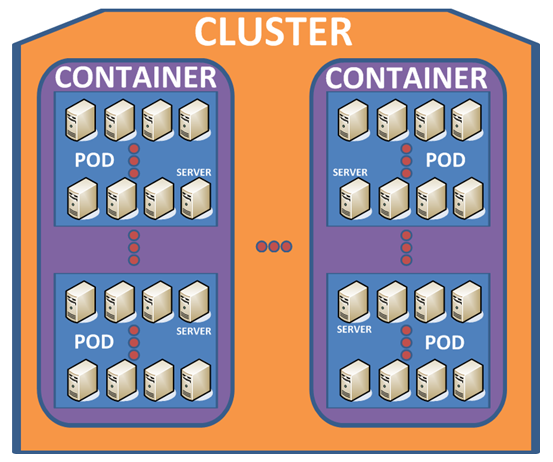 CLUSTER
CONTAINER
POD
SERVER
POD
SERVER
CONTAINER
SERVER
POD
SERVER
POD